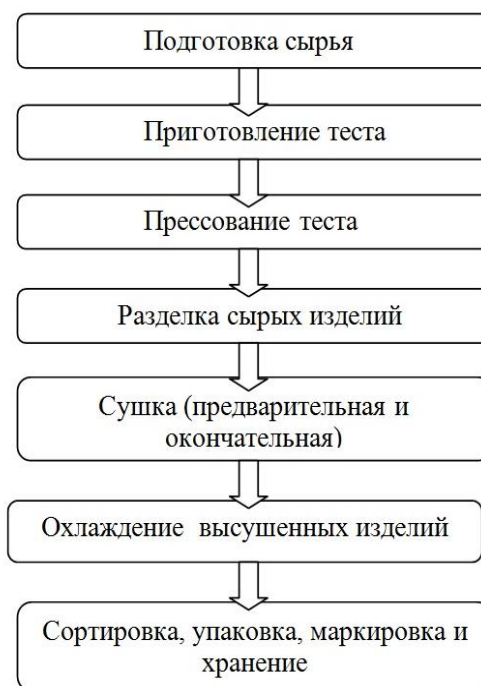 Подготовка сырья
Приготовление теста
Прессование теста
Разделка сырых изделий
Сушка (предварительная и
окончательная)
Охлаждение высушенных изделий
Сортировка, упаковка, маркировка и
хранение